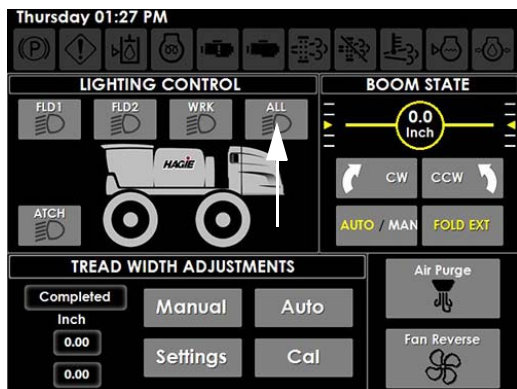 Thursday 01:27 PM
(P)
LIGHTING CONTROL
BOOM STATE
FLD1 FLD2 WRK ALL
0.0
Inch
HAGIE
CW CCW
ATCH
AUTO / MAN FOLD EXT
TREAD WIDTH ADJUSTMENTS
Air Purge
Completed
Manual Auto
Inch
0.00
Fan Reverse
Settings Cal
0.00